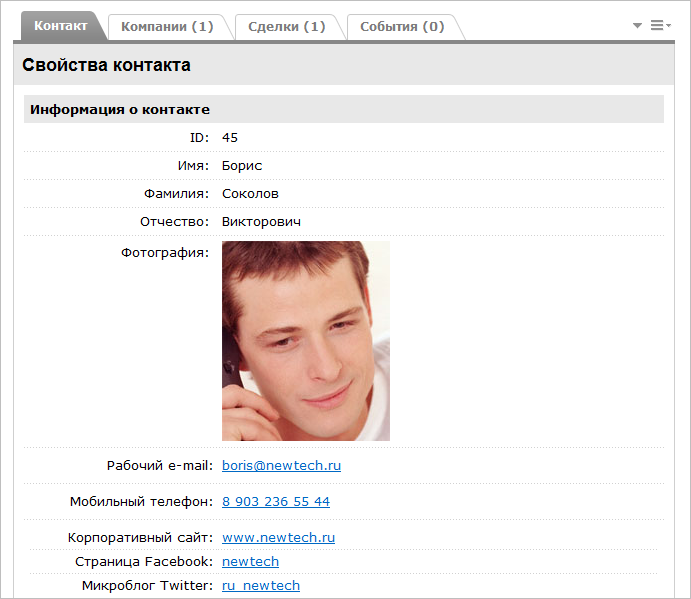 Контакт Компании (1) Сделки (1) События (0)
Свойства контакта
Информация о контакте
ID: 45
Имя: Борис
Фамилия: Соколов
Отчество: Викторович
Фотография:
Рабочий e-mail: boris@newtech.ru
Мобильный телефон: 8 903 236 55 44
Корпоративный сайт: www.newtech.ru
Страница Facebook: newtech
Микроблог Twitter: ru_newtech